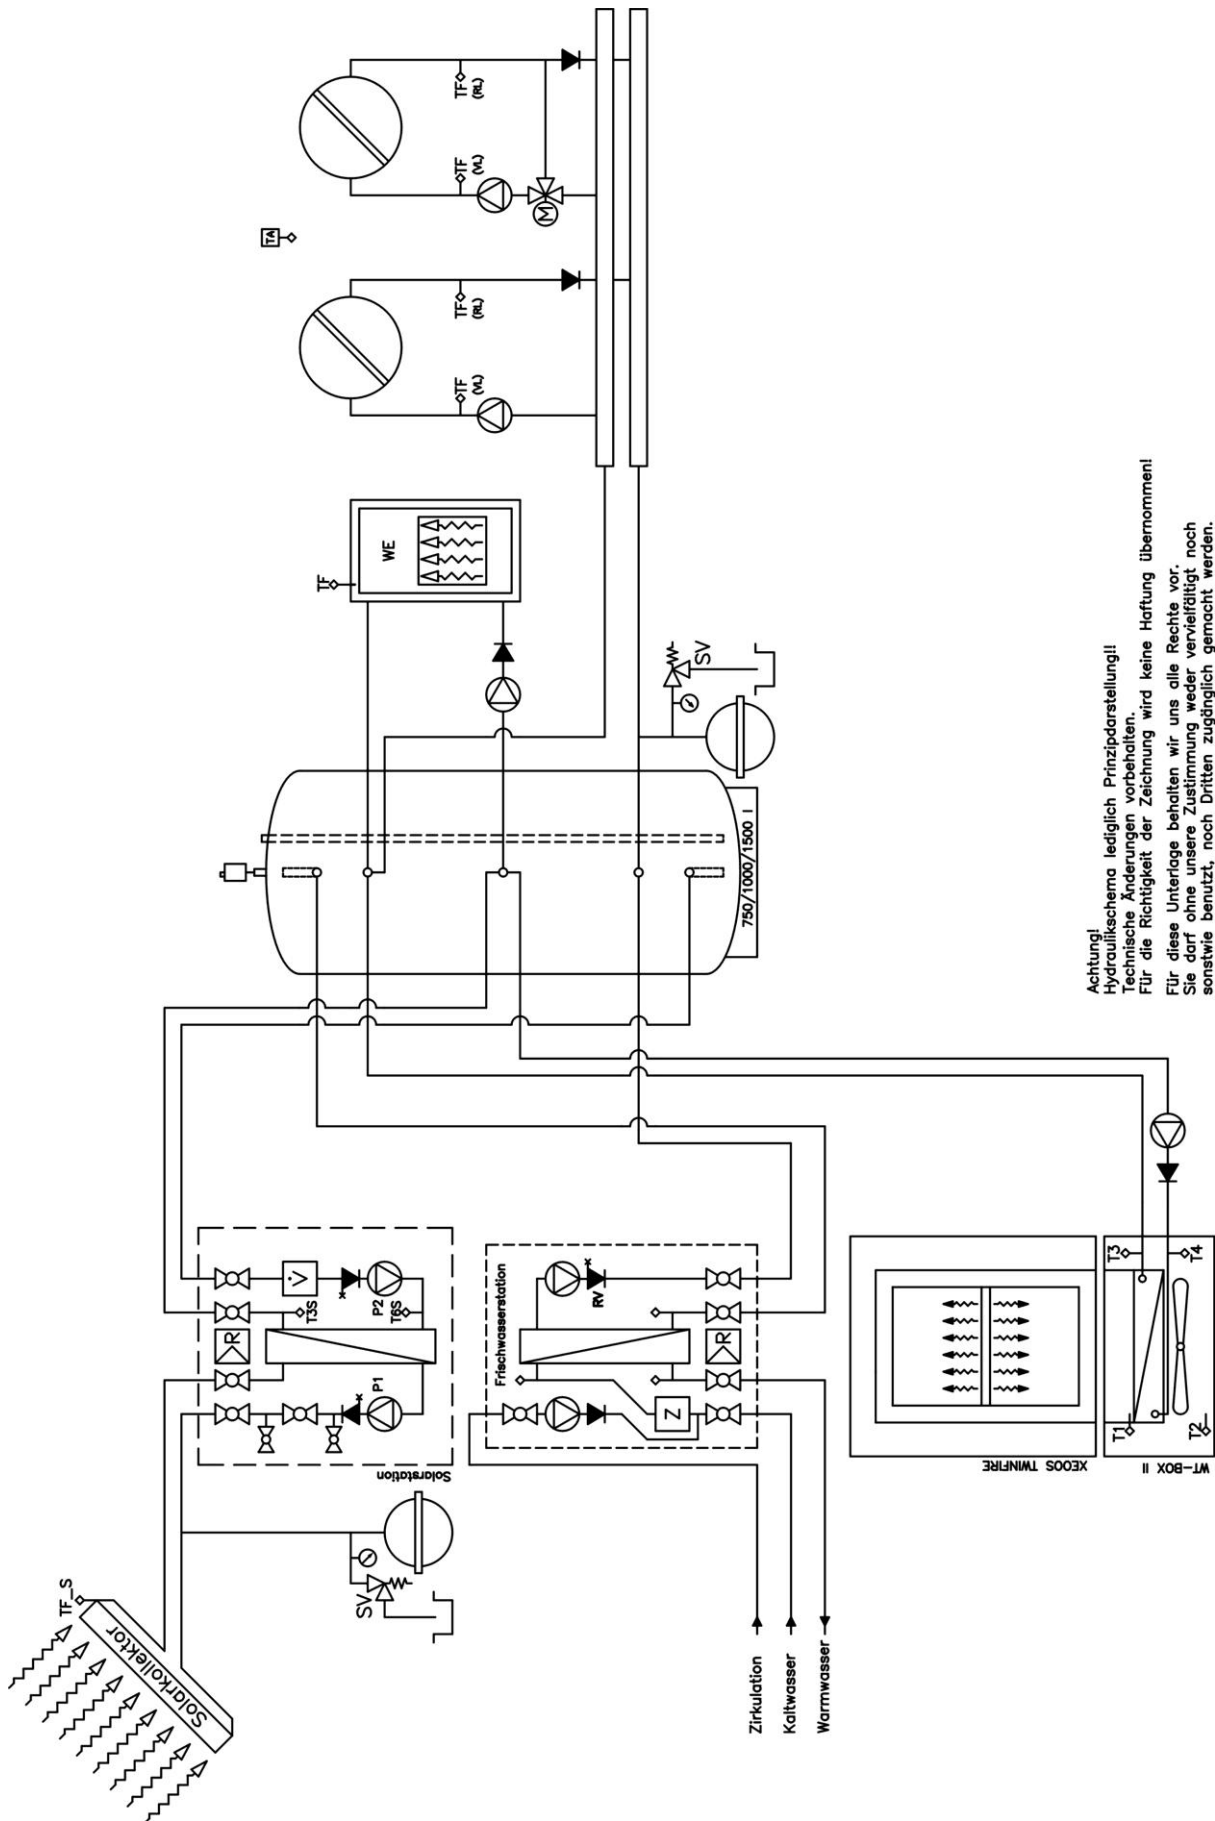 Solarkollektor
TF_S
SV
Solarstation
P1
P2
T3S
T6S
V̇
R
Frischwasserstation
RV
R
Z
Zirkulation
Kaltwasser
Warmwasser
XEOOS TWINFIRE
WT-BOX II
T1
T2
T3
T4
750/1000/1500 l
SV
WE
TF
TF
(VL)
TF
(RL)
TA
TF
(VL)
TF
(RL)
M
Achtung!
Hydraulikschema lediglich Prinzipdarstellung!!
Technische Änderungen vorbehalten.
Für die Richtigkeit der Zeichnung wird keine Haftung übernommen!
Für diese Unterlage behalten wir uns alle Rechte vor.
Sie darf ohne unsere Zustimmung weder vervielfältigt noch
sonstwie benutzt, noch Dritten zugänglich gemacht werden.